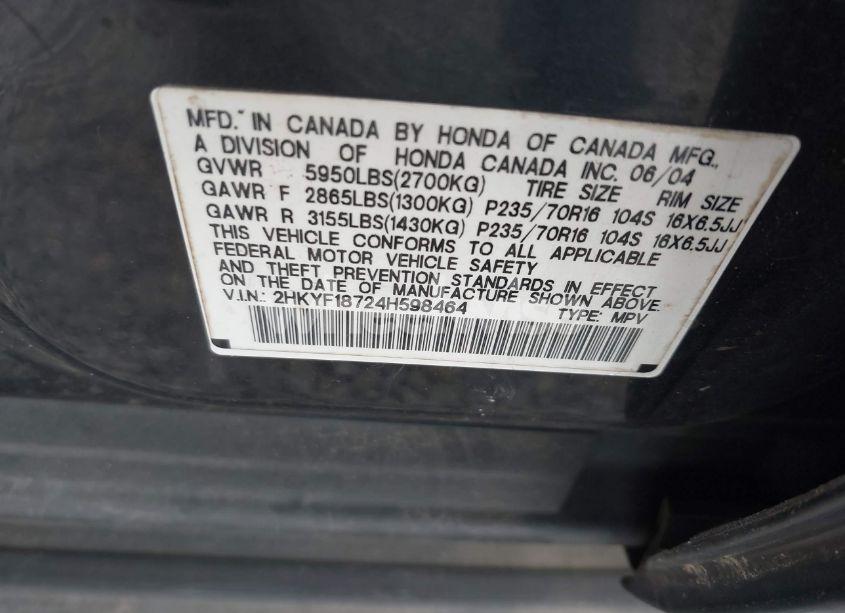 MFD. IN CANADA BY HONDA OF CANADA MFG.,
A DIVISION OF HONDA CANADA INC. 06/04
GVWR 5950LBS(2700KG) TIRE SIZE RIM SIZE
GAWR F 2865LBS(1300KG) P235/70R16 104S 16X6.5JJ
GAWR R 3155LBS(1430KG) P235/70R16 104S 16X6.5JJ
THIS VEHICLE CONFORMS TO ALL APPLICABLE
FEDERAL MOTOR VEHICLE SAFETY
AND THEFT PREVENTION STANDARDS IN EFFECT
ON THE DATE OF MANUFACTURE SHOWN ABOVE.
V.I.N.: 2HKYF18724H598464 TYPE: MPV